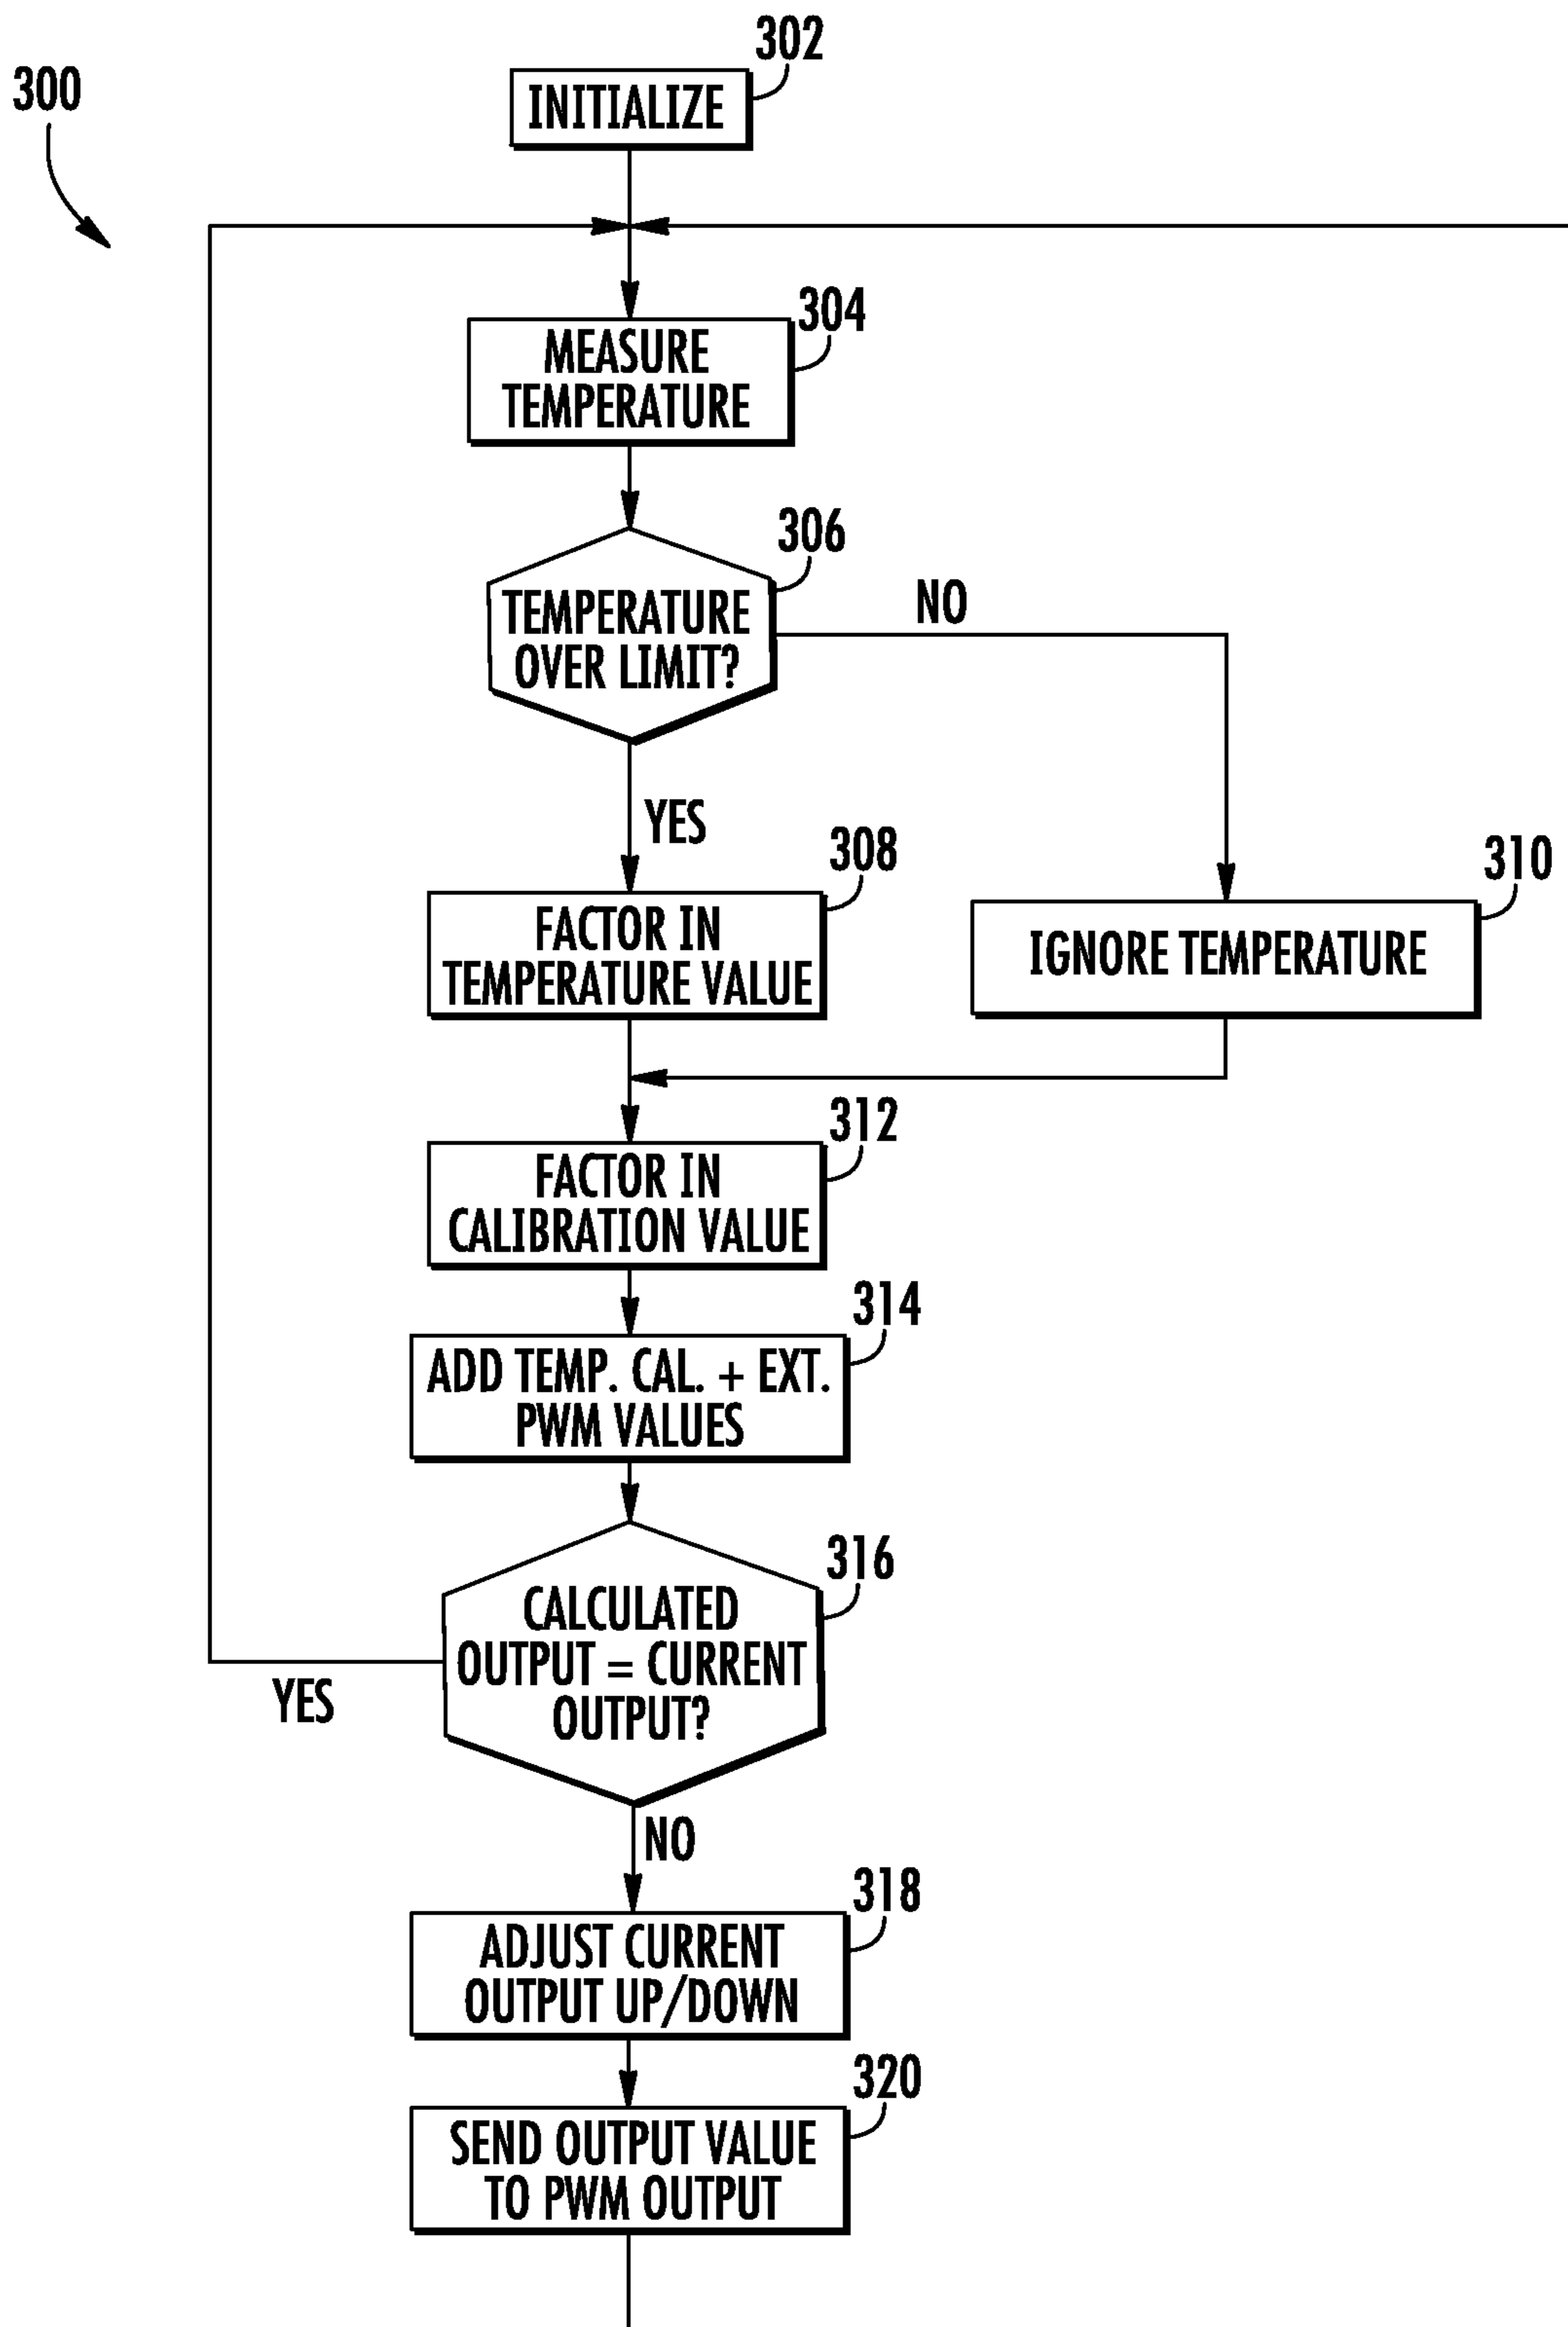 302
300
INITIALIZE
304
MEASURE
TEMPERATURE
306
TEMPERATURE
OVER LIMIT?
NO
YES
308
310
FACTOR IN
TEMPERATURE VALUE
IGNORE TEMPERATURE
312
FACTOR IN
CALIBRATION VALUE
314
ADD TEMP. CAL. + EXT.
PWM VALUES
316
CALCULATED
OUTPUT = CURRENT
OUTPUT?
YES
NO
318
ADJUST CURRENT
OUTPUT UP/DOWN
320
SEND OUTPUT VALUE
TO PWM OUTPUT